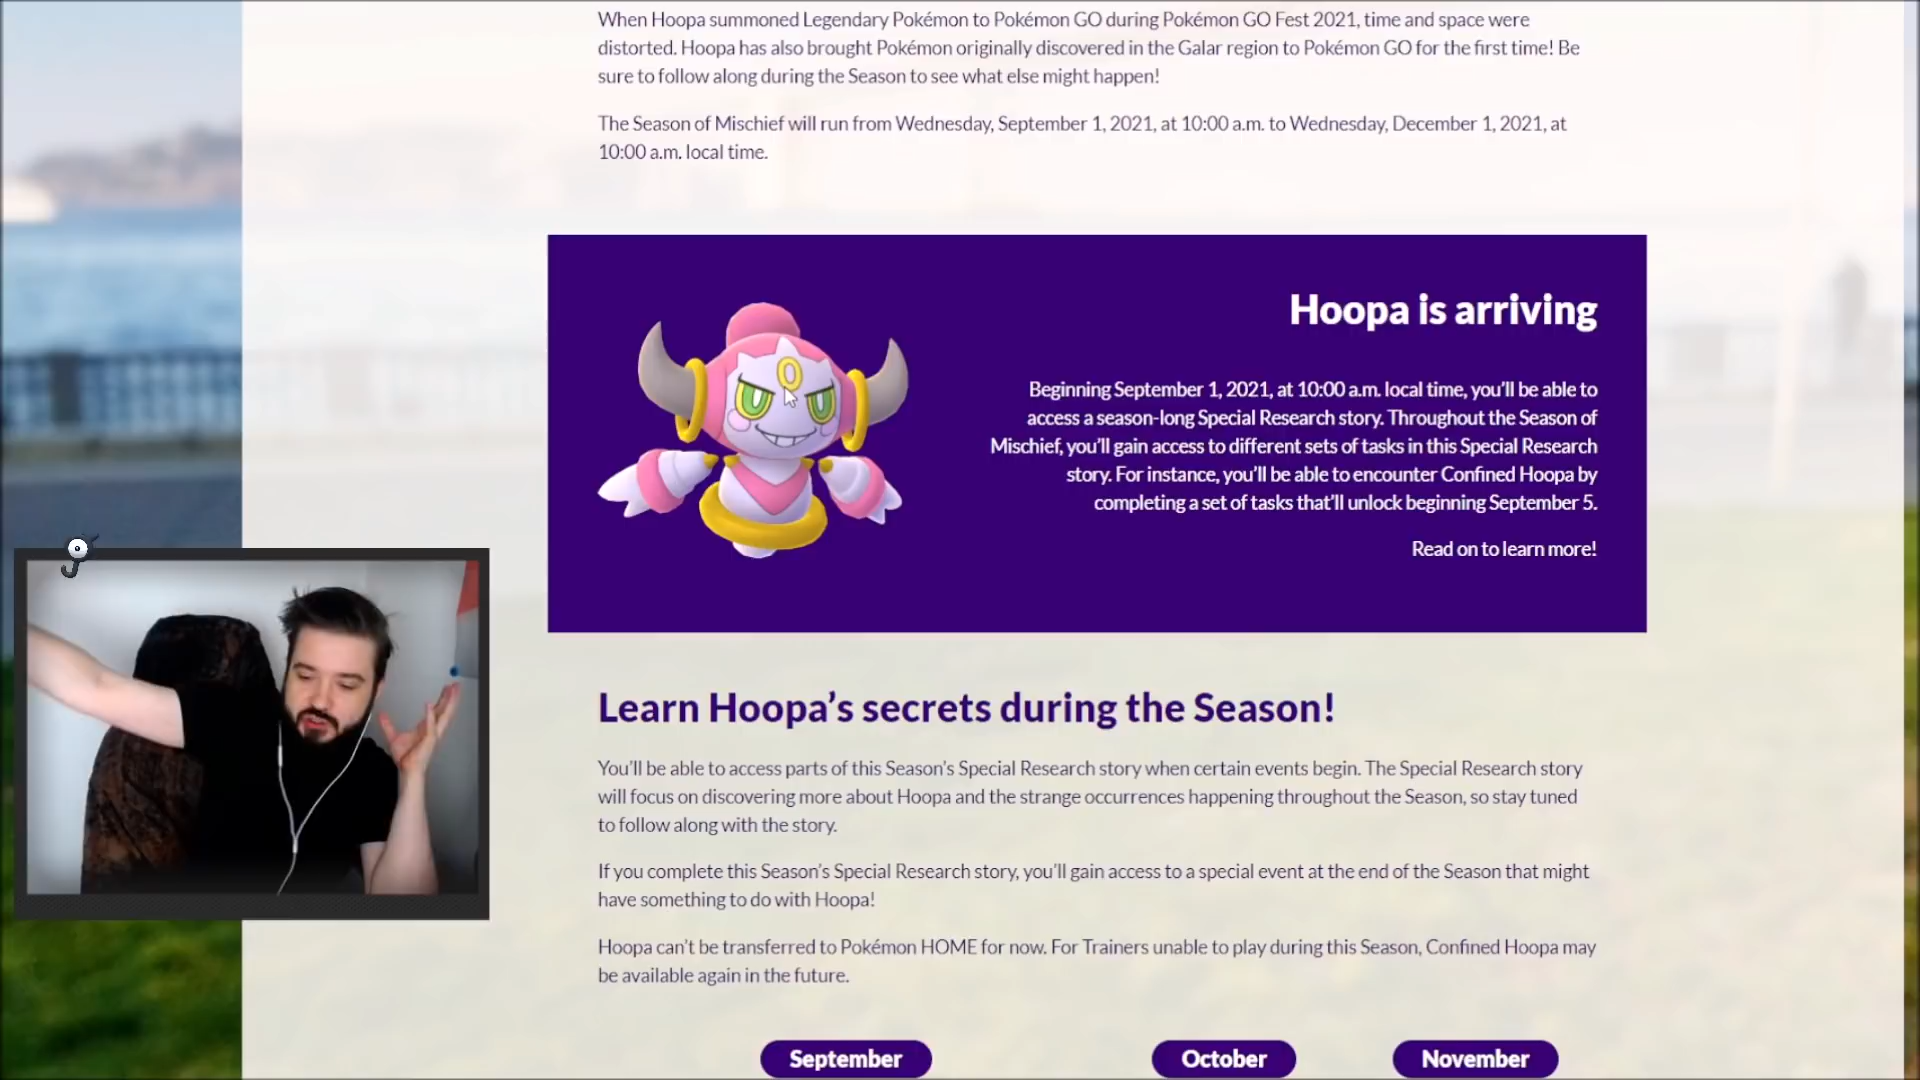 When Hoopa summoned Legendary Pokémon to Pokémon GO during Pokémon GO Fest 2021, time and space were
distorted. Hoopa has also brought Pokémon originally discovered in the Galar region to Pokémon GO for the first time! Be
sure to follow along during the Season to see what else might happen!
The Season of Mischief will run from Wednesday, September 1, 2021, at 10:00 a.m. to Wednesday, December 1, 2021, at
10:00 a.m. local time.
Hoopa is arriving
Beginning September 1, 2021, at 10:00 a.m. local time, you'll be able to
access a season-long Special Research story. Throughout the Season of
Mischief, you'll gain access to different sets of tasks in this Special Research
story. For instance, you'll be able to encounter Confined Hoopa by
completing a set of tasks that'll unlock beginning September 5.
Read on to learn more!
Learn Hoopa's secrets during the Season!
You'll be able to access parts of this Season's Special Research story when certain events begin. The Special Research story
will focus on discovering more about Hoopa and the strange occurrences happening throughout the Season, so stay tuned
to follow along with the story.
If you complete this Season's Special Research story, you'll gain access to a special event at the end of the Season that might
have something to do with Hoopa!
Hoopa can't be transferred to Pokémon HOME for now. For Trainers unable to play during this Season, Confined Hoopa may
be available again in the future.
September
October
November